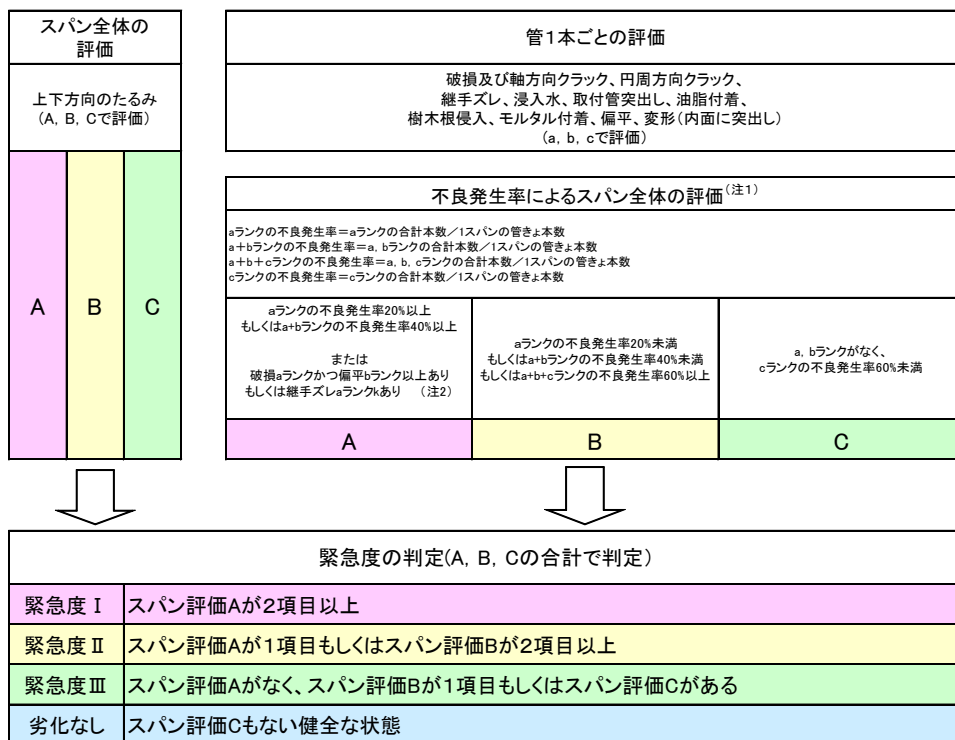 スパン全体の
評価
上下方向のたるみ
(A, B, Cで評価)
A
B
C
管1本ごとの評価
破損及び軸方向クラック、円周方向クラック、
継手ズレ、浸入水、取付管突出し、油脂付着、
樹木根侵入、モルタル付着、偏平、変形(内面に突出し)
(a, b, cで評価)
不良発生率によるスパン全体の評価(注1)
aランクの不良発生率=aランクの合計本数/1スパンの管きょ本数
a+bランクの不良発生率=a, bランクの合計本数/1スパンの管きょ本数
a+b+cランクの不良発生率=a, b, cランクの合計本数/1スパンの管きょ本数
cランクの不良発生率=cランクの合計本数/1スパンの管きょ本数
aランクの不良発生率20%以上
もしくはa+bランクの不良発生率40%以上
または
破損aランクかつ偏平bランク以上あり
もしくは継手ズレaランクkあり (注2)
A
aランクの不良発生率20%未満
もしくはa+bランクの不良発生率40%未満
もしくはa+b+cランクの不良発生率60%以上
B
a, bランクがなく、
cランクの不良発生率60%未満
C
緊急度の判定(A, B, Cの合計で判定)
緊急度Ⅰ スパン評価Aが2項目以上
緊急度Ⅱ スパン評価Aが1項目もしくはスパン評価Bが2項目以上
緊急度Ⅲ スパン評価Aがなく、スパン評価Bが1項目もしくはスパン評価Cがある
劣化なし スパン評価Cもない健全な状態